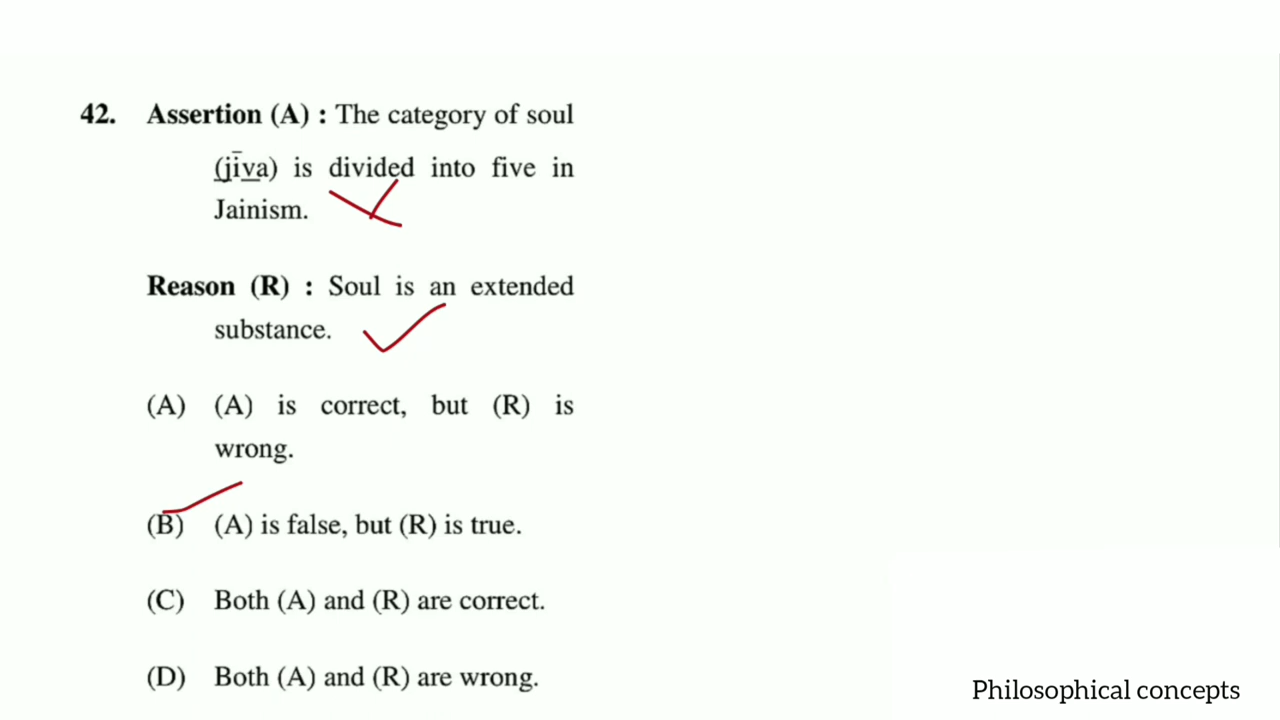 42. Assertion (A) : The category of soul
(jīva) is divided into five in
Jainism.
Reason (R) : Soul is an extended
substance.
(A) (A) is correct, but (R) is
wrong.
(B) (A) is false, but (R) is true.
(C) Both (A) and (R) are correct.
(D) Both (A) and (R) are wrong.
Philosophical concepts